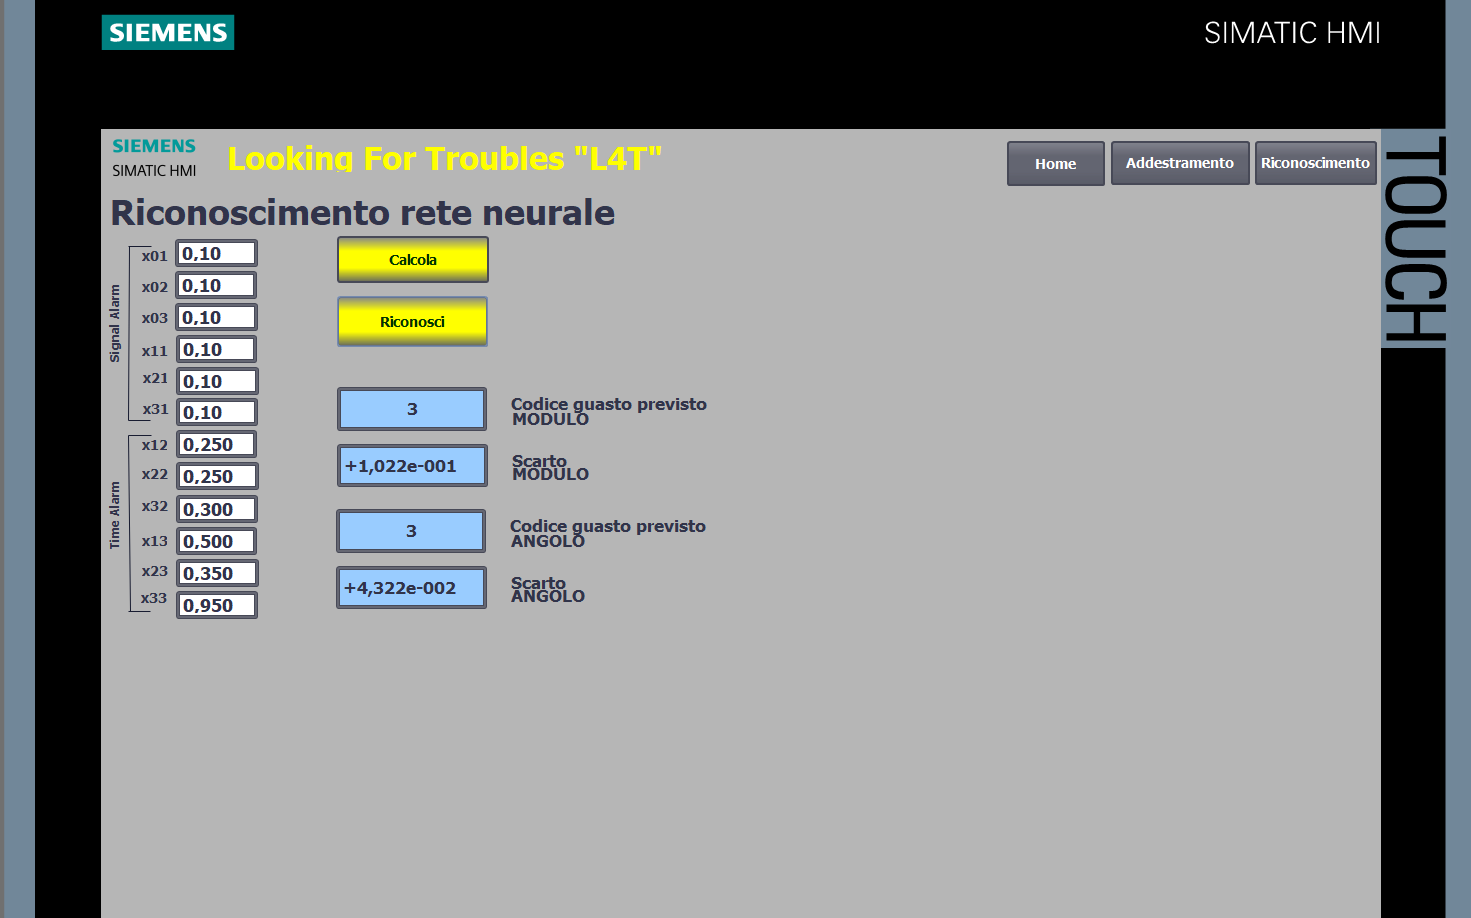 SIEMENS
SIMATIC HMI
SIEMENS
SIMATIC HMI
Looking For Troubles "L4T"
Home
Addestramento
Riconoscimento
TOUCH
Riconoscimento rete neurale
Signal Alarm
x01 0,10
x02 0,10
x03 0,10
x11 0,10
x21 0,10
x31 0,10
Time Alarm
x12 0,250
x22 0,250
x32 0,300
x13 0,500
x23 0,350
x33 0,950
Calcola
Riconosci
3
Codice guasto previsto
MODULO
+1,022e-001
Scarto
MODULO
3
Codice guasto previsto
ANGOLO
+4,322e-002
Scarto
ANGOLO